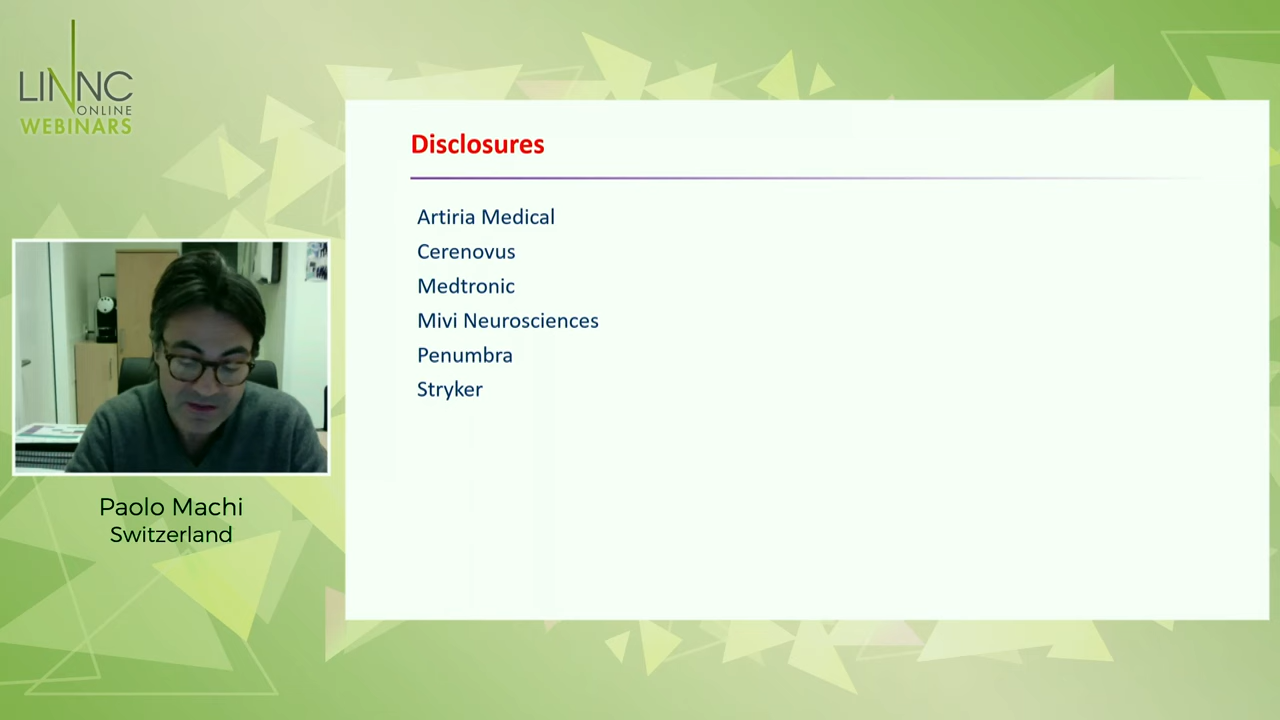 LINNC
ONLINE
WEBINARS
Disclosures
Artiria Medical
Cerenovus
Medtronic
Mivi Neurosciences
Penumbra
Stryker
Paolo Machi
Switzerland